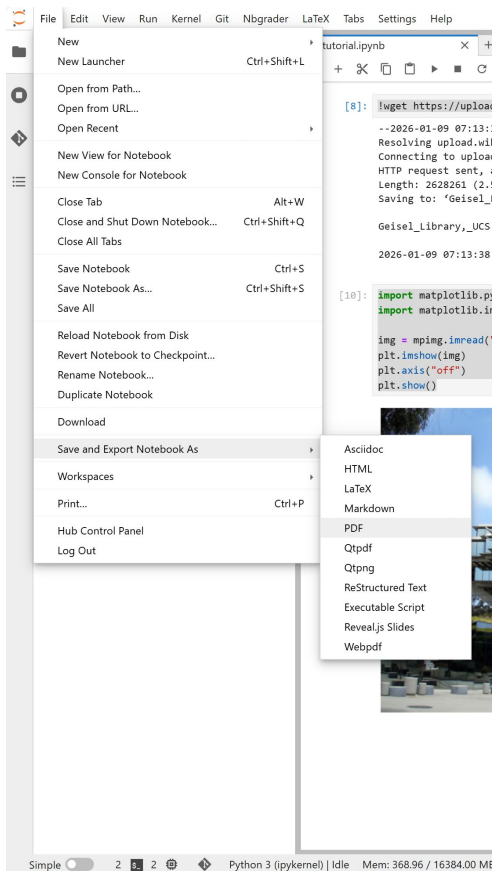 File Edit View Run Kernel Git Nbgrader LaTeX Tabs Settings Help
New
New Launcher Ctrl+Shift+L
Open from Path...
Open from URL...
Open Recent
New View for Notebook
New Console for Notebook
Close Tab Alt+W
Close and Shut Down Notebook... Ctrl+Shift+Q
Close All Tabs
Save Notebook Ctrl+S
Save Notebook As... Ctrl+Shift+S
Save All
Reload Notebook from Disk
Revert Notebook to Checkpoint...
Rename Notebook...
Duplicate Notebook
Download
Save and Export Notebook As
Workspaces
Print... Ctrl+P
Hub Control Panel
Log Out
Asciidoc
HTML
LaTeX
Markdown
PDF
Qtpdf
Qtpng
ReStructured Text
Executable Script
Reveal.js Slides
Webpdf
tutorial.ipynb
[8]: !wget https://upload
--2026-01-09 07:13:
Resolving upload.wi
Connecting to uploa
HTTP request sent, a
Length: 2628261 (2.
Saving to: ‘Geisel_
Geisel_Library,_UCS
2026-01-09 07:13:38
[10]: import matplotlib.py
import matplotlib.im
img = mpimg.imread("
plt.imshow(img)
plt.axis("off")
plt.show()
Simple 2 2 Python 3 (ipykernel) | Idle Mem: 368.96 / 16384.00 MB